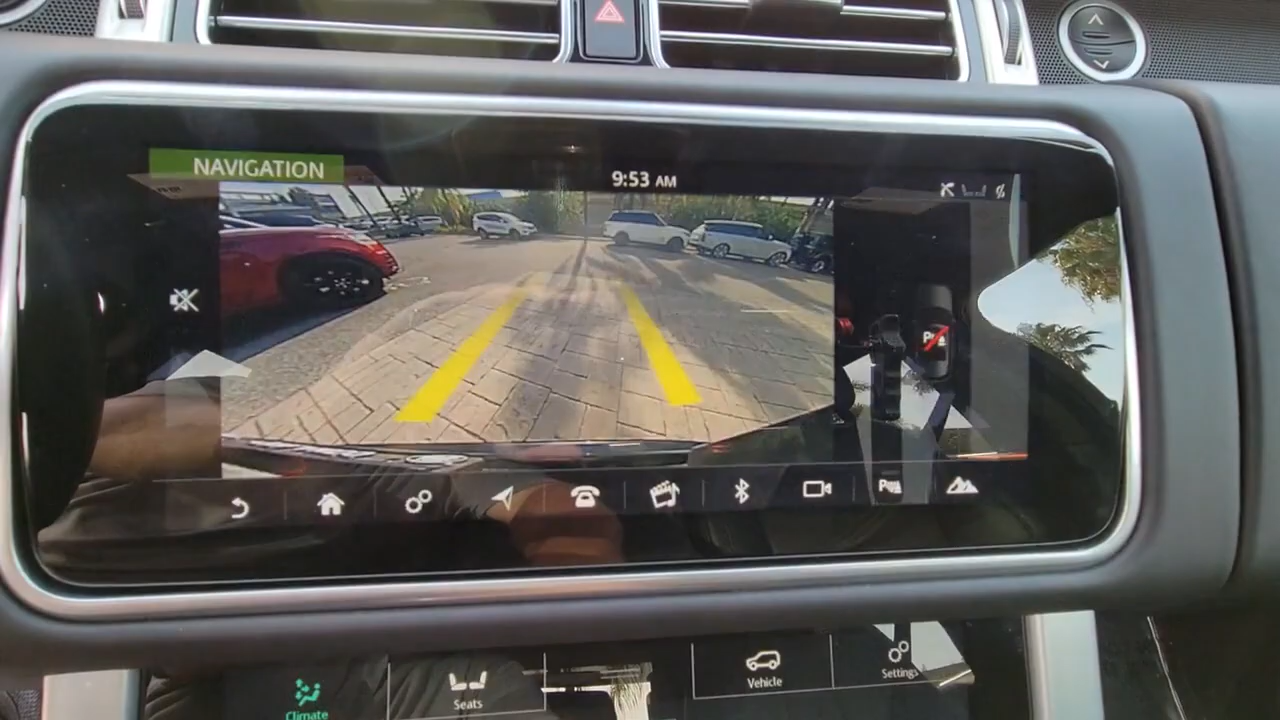 NAVIGATION
9:53 AM
Climate
Seats
Vehicle
Settings